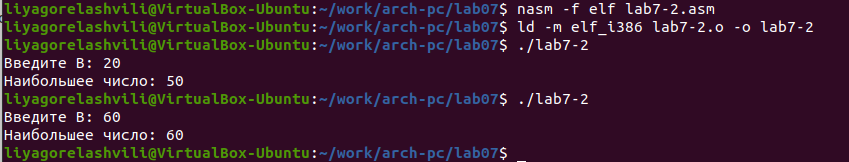 liyagorelashvili@VirtualBox-Ubuntu:~/work/arch-pc/lab07$ nasm -f elf lab7-2.asm
liyagorelashvili@VirtualBox-Ubuntu:~/work/arch-pc/lab07$ ld -m elf_i386 lab7-2.o -o lab7-2
liyagorelashvili@VirtualBox-Ubuntu:~/work/arch-pc/lab07$ ./lab7-2
Введите B: 20
Наибольшее число: 50
liyagorelashvili@VirtualBox-Ubuntu:~/work/arch-pc/lab07$ ./lab7-2
Введите B: 60
Наибольшее число: 60
liyagorelashvili@VirtualBox-Ubuntu:~/work/arch-pc/lab07$